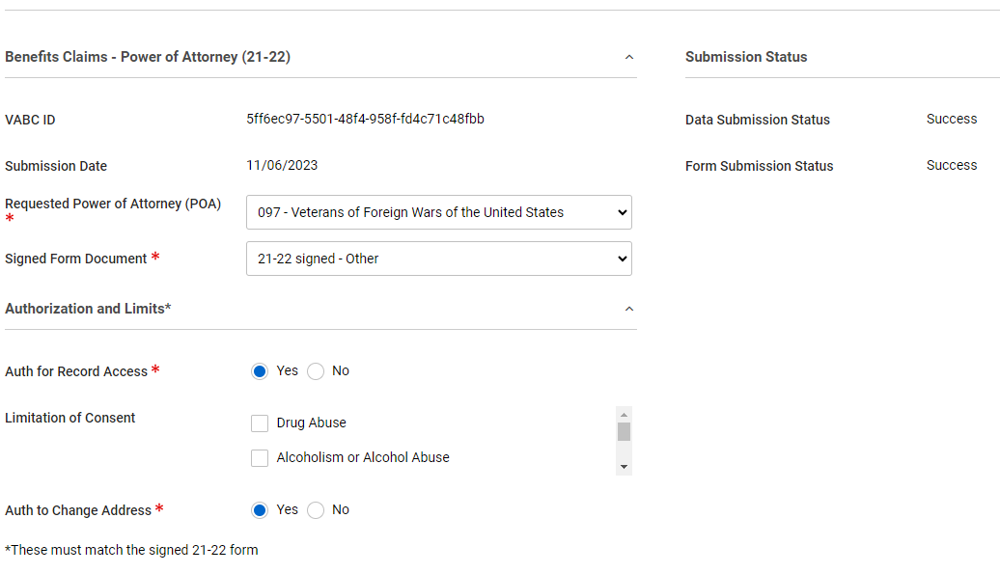 Benefits Claims - Power of Attorney (21-22)
Submission Status
VABC ID
5ff6ec97-5501-48f4-958f-fd4c71c48fbb
Data Submission Status
Success
Submission Date
11/06/2023
Form Submission Status
Success
Requested Power of Attorney (POA)
*
097 - Veterans of Foreign Wars of the United States
Signed Form Document *
21-22 signed - Other
Authorization and Limits*
Auth for Record Access *
Yes
No
Limitation of Consent
Drug Abuse
Alcoholism or Alcohol Abuse
Auth to Change Address *
Yes
No
*These must match the signed 21-22 form